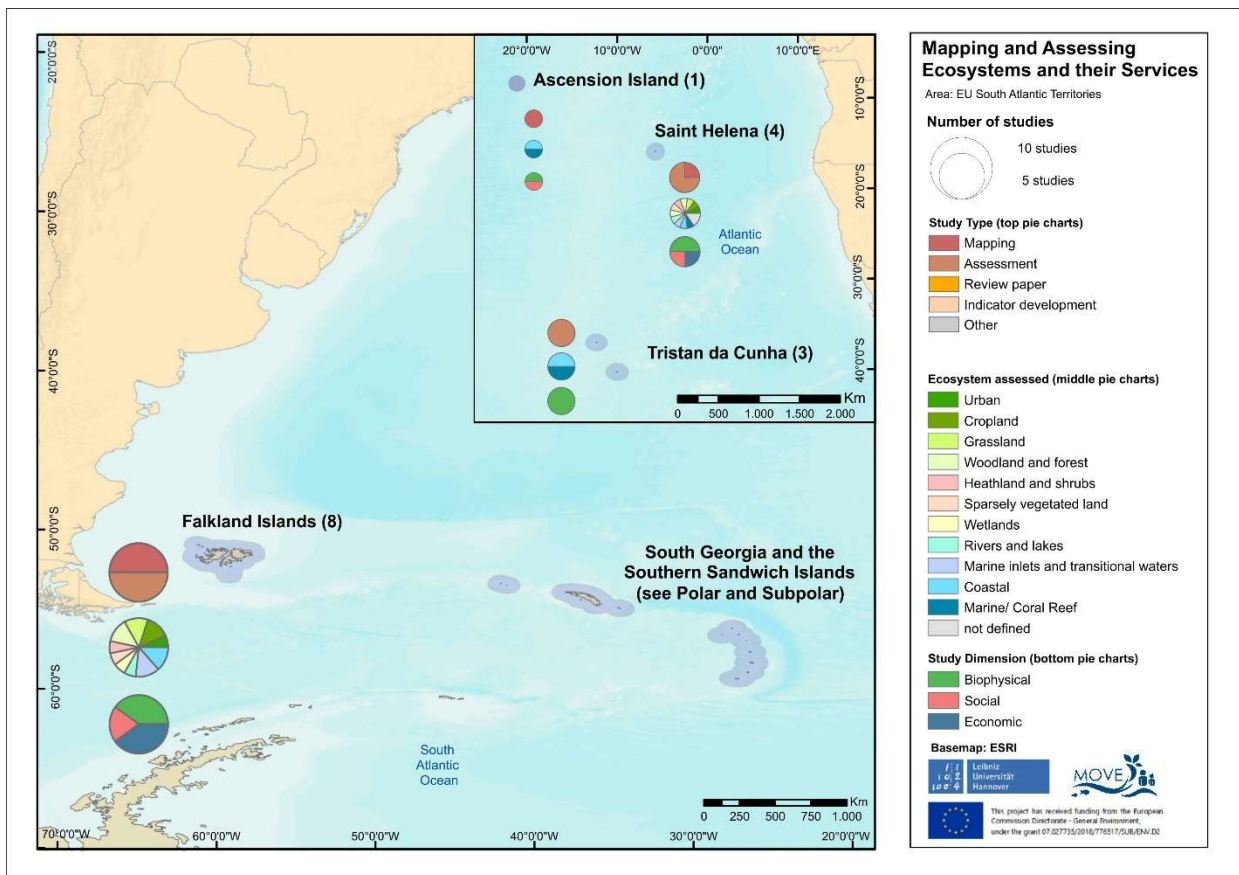 Mapping and Assessing
Ecosystems and their Services
Area: EU South Atlantic Territories
Number of studies
10 studies
5 studies
Study Type (top pie charts)
Mapping
Assessment
Review paper
Indicator development
Other
Ecosystem assessed (middle pie charts)
Urban
Cropland
Grassland
Woodland and forest
Heathland and shrubs
Sparsely vegetated land
Wetlands
Rivers and lakes
Marine inlets and transitional waters
Coastal
Marine/ Coral Reef
not defined
Study Dimension (bottom pie charts)
Biophysical
Social
Economic
Basemap: ESRI
Leibniz
Universität
Hannover
MOVE
This project has received funding from the European
Commission Directorate - General Environment,
under the grant 07.027735/2018/776517/SUB/ENV.D2
20°0'0"W 10°0'0"W 0°0'0" 10°0'0"E
Ascension Island (1)
Saint Helena (4)
Atlantic
Ocean
Tristan da Cunha (3)
Km
0 500 1.000 1.500 2.000
10°0'0"S
20°0'0"S
30°0'0"S
40°0'0"S
20°0'0"S
30°0'0"S
40°0'0"S
50°0'0"S
60°0'0"S
Falkland Islands (8)
South Georgia and the
Southern Sandwich Islands
(see Polar and Subpolar)
South
Atlantic
Ocean
Km
0 250 500 750 1.000
70°0'0"W 60°0'0"W 50°0'0"W 40°0'0"W 30°0'0"W 20°0'0"W